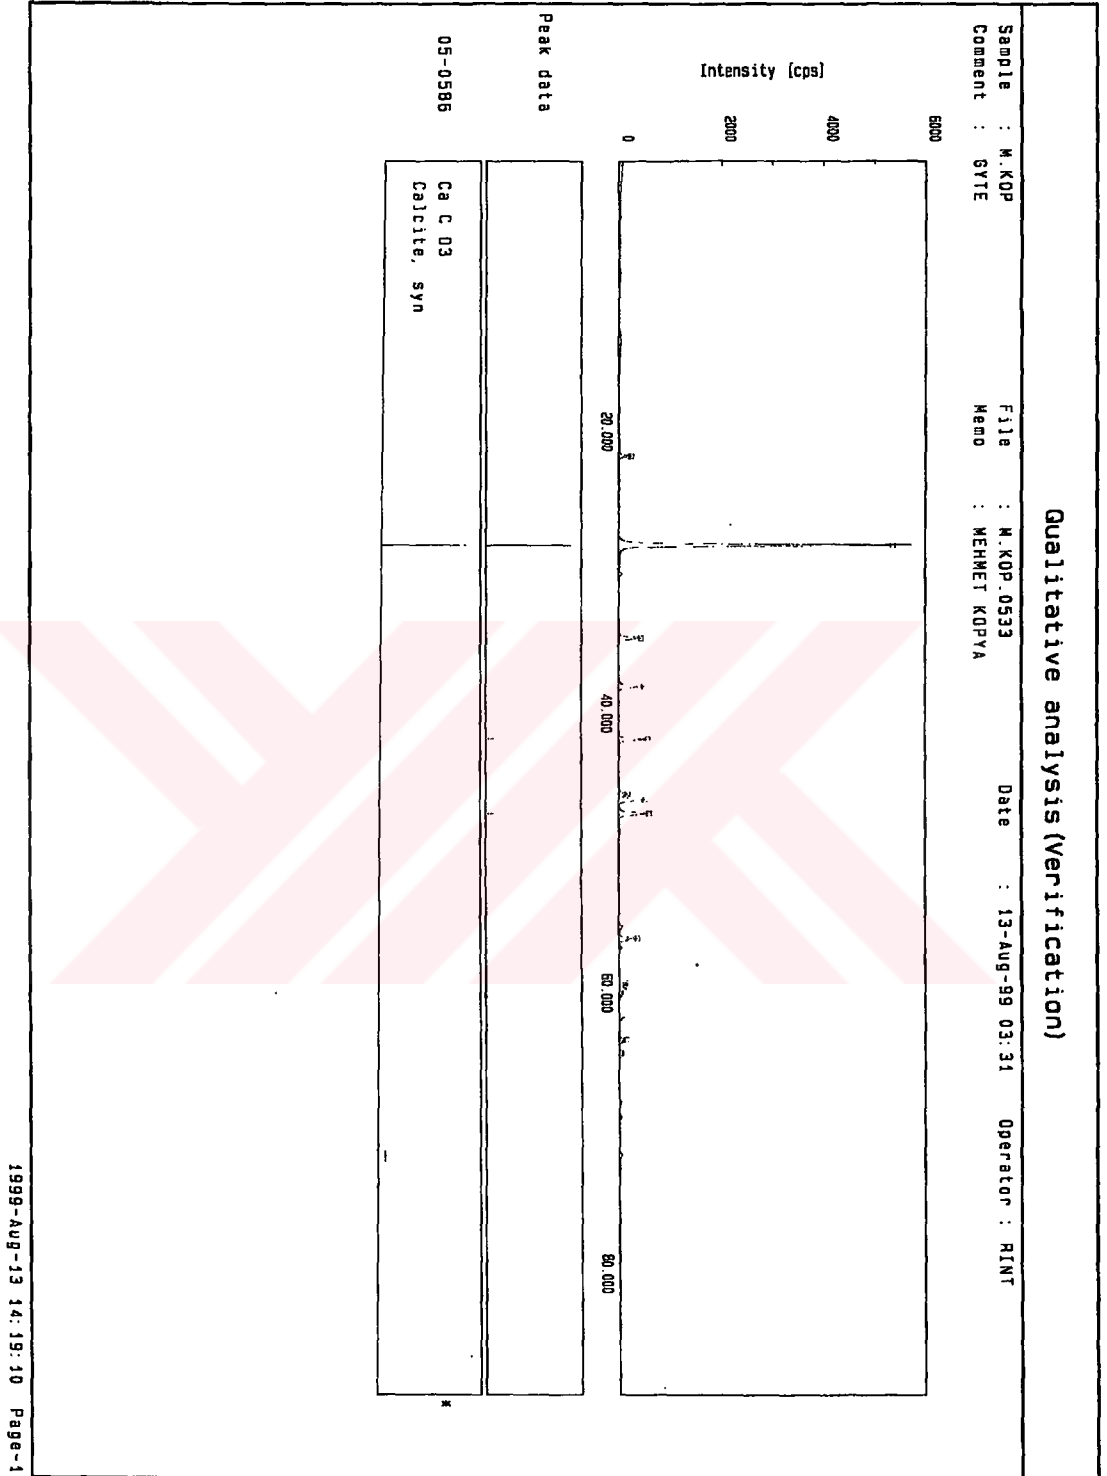 Qualitative analysis(Verification)
Sample : M.KOP File : M.KOP.0533 Date : 13-Aug-99 03:31 Operator : RINT
Comment : GYTE Memo : MEHMET KOPYA
6000
4000
2000
0
Intensity [cps]
20.000 40.000 60.000 80.000
Peak data
05-0586
Ca C O3
Calcite, syn
*
1999-Aug-13 14:19:10 Page-1